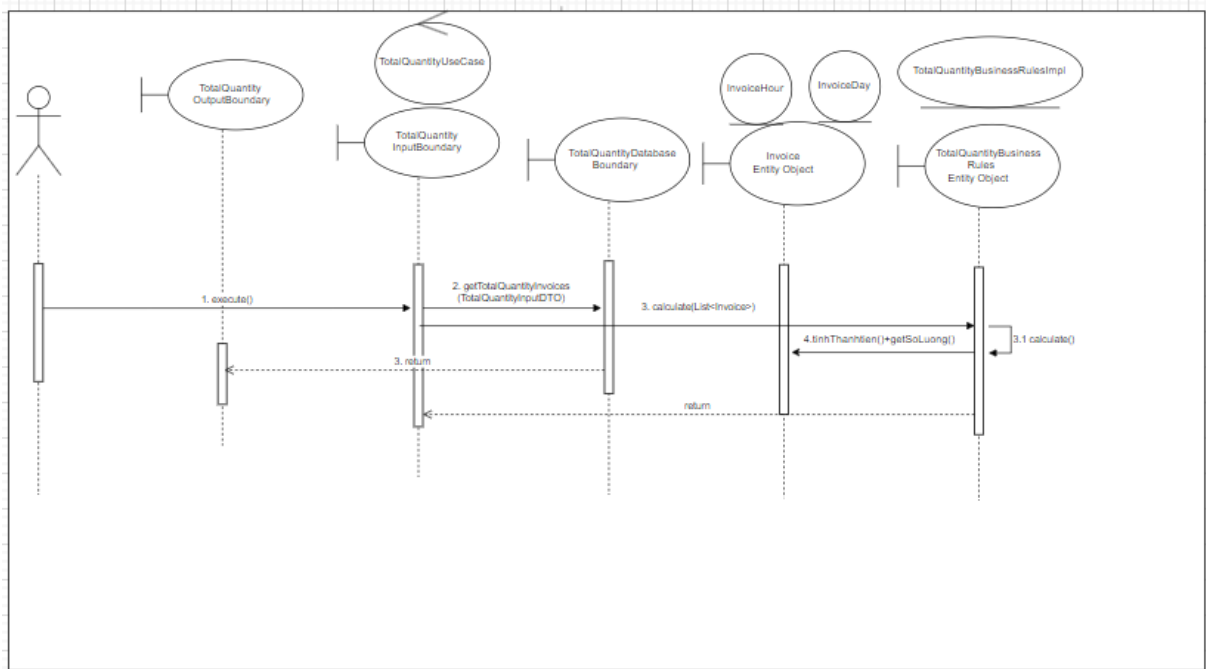 TotalQuantity
OutputBoundary
TotalQuantityUseCase
TotalQuantity
InputBoundary
TotalQuantityDatabase
Boundary
InvoiceHour
InvoiceDay
Invoice
Entity Object
TotalQuantityBusinessRulesImpl
TotalQuantityBusiness
Rules
Entity Object
1. execute()
2. getTotalQuantityInvoices
(TotalQuantityInputDTO)
3. calculate(List<Invoice>)
4.tinhThanhtien()+getSoLuong()
3.1 calculate()
3. return
return